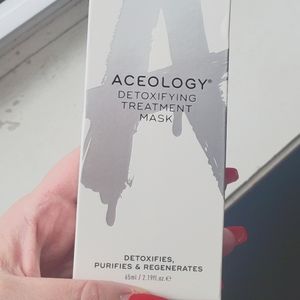 ACEOLOGY®
DETOXIFYING
TREATMENT
MASK
DETOXIFIES,
PURIFIES & REGENERATES
65ml / 2.19fl.oz.℮